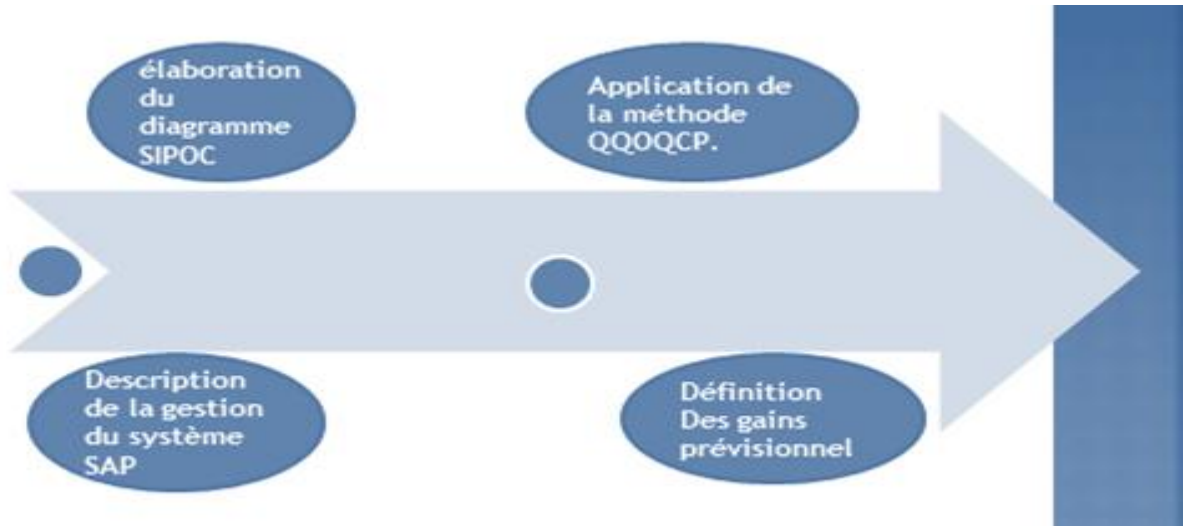 élaboration
du
diagramme
SIPOC
Application de
la méthode
QQOQCP.
Description
de la gestion
du système
SAP
Définition
Des gains
prévisionnel